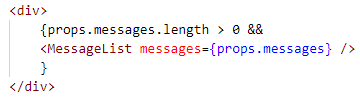 <div>
{props.messages.length > 0 &&
<MessageList messages={props.messages} />
}
</div>